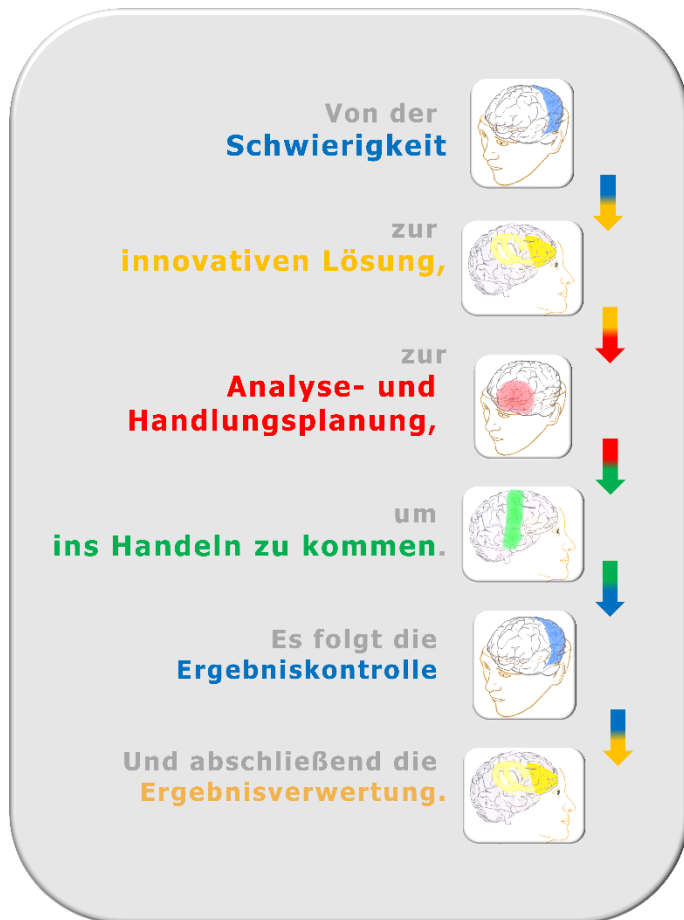 Von der
Schwierigkeit
zur
innovativen Lösung,
zur
Analyse- und
Handlungsplanung,
um
ins Handeln zu kommen.
Es folgt die
Ergebniskontrolle
Und abschließend die
Ergebnisverwertung.